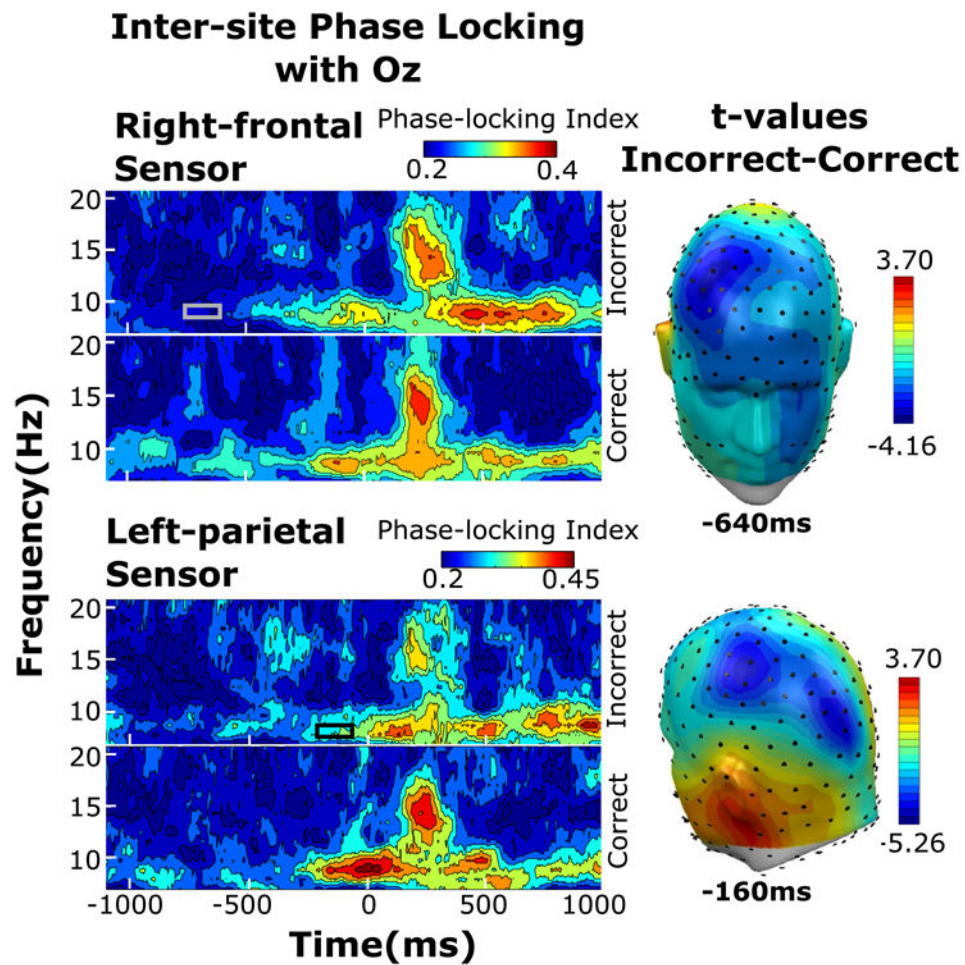 Inter-site Phase Locking
with Oz
Right-frontal
Sensor
Phase-locking Index
0.2
0.4
t-values
Incorrect-Correct
20
15
10
Incorrect
20
15
10
Correct
3.70
-4.16
-640ms
Frequency(Hz)
Left-parietal
Sensor
Phase-locking Index
0.2
0.45
20
15
10
Incorrect
20
15
10
Correct
-1000
-500
0
500
1000
Time(ms)
3.70
-5.26
-160ms